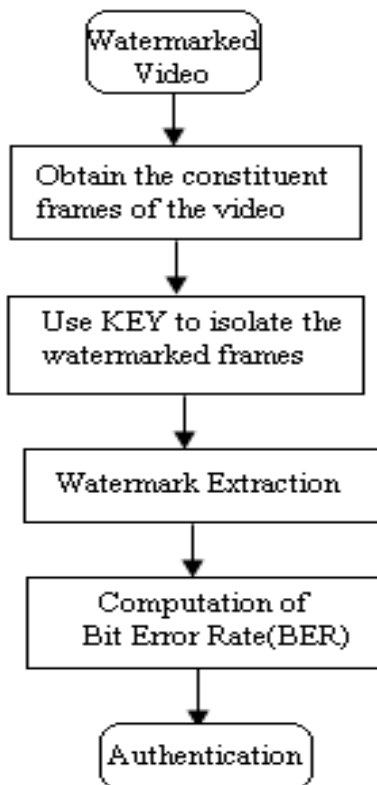 Watermarked
Video
Obtain the constituent
frames of the video
Use KEY to isolate the
watermarked frames
Watermark Extraction
Computation of
Bit Error Rate(BER)
Authentication